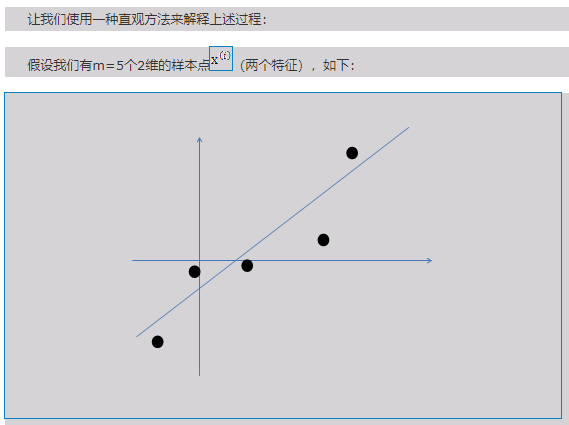 让我们使用一种直观方法来解释上述过程：
假设我们有m=5个2维的样本点x⁽ⁱ⁾（两个特征），如下：